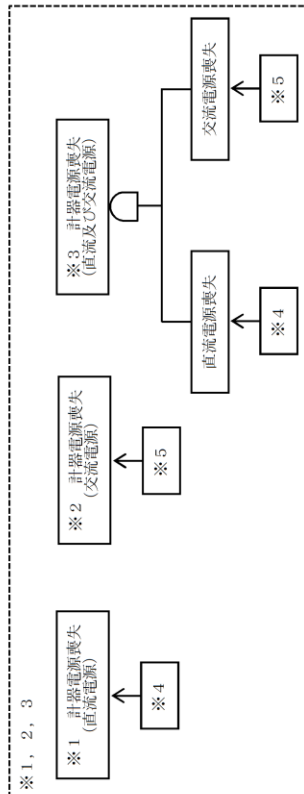 ※1，2，3
※1　計器電源喪失
(直流電源)
※4
※2　計器電源喪失
(交流電源)
※5
※3　計器電源喪失
(直流及び交流電源)
直流電源喪失
※4
交流電源喪失
※5